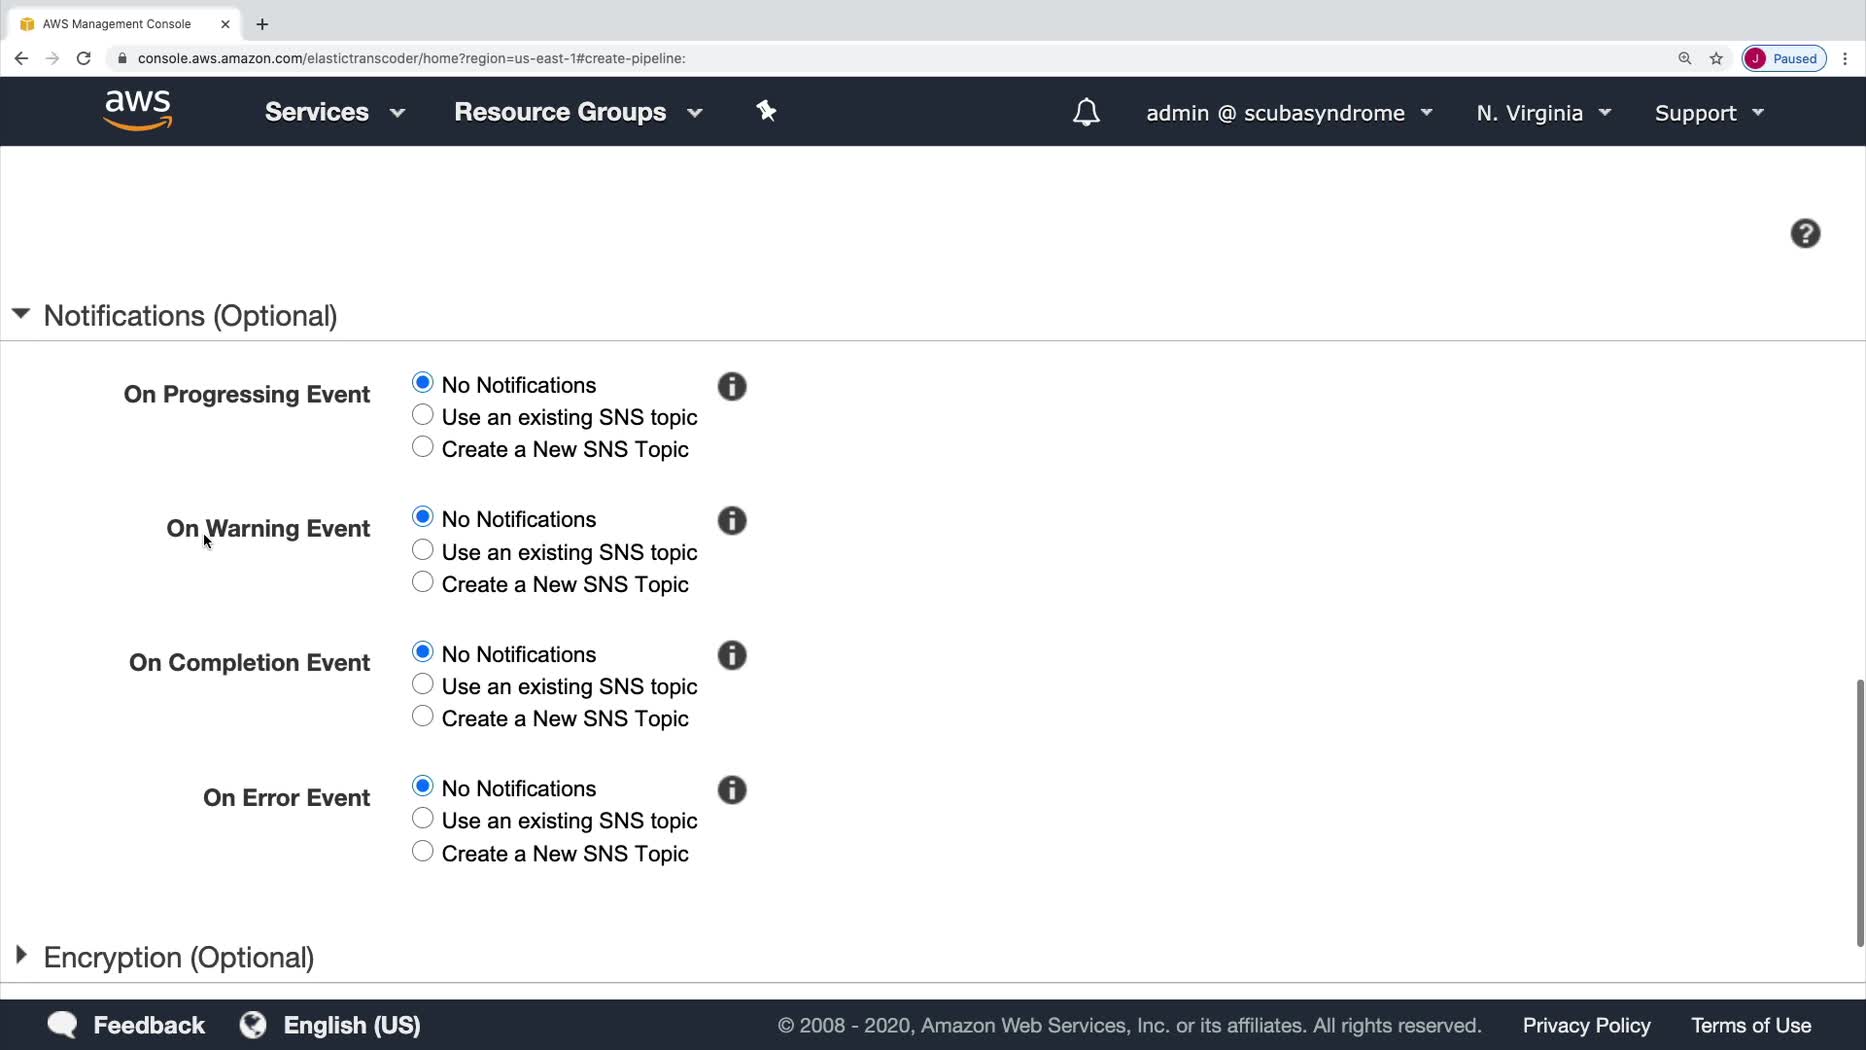 AWS Management Console
console.aws.amazon.com/elastictranscoder/home?region=us-east-1#create-pipeline:
J Paused
aws Services Resource Groups admin @ scubasyndrome N. Virginia Support
?
Notifications (Optional)
On Progressing Event
No Notifications
Use an existing SNS topic
Create a New SNS Topic
On Warning Event
No Notifications
Use an existing SNS topic
Create a New SNS Topic
On Completion Event
No Notifications
Use an existing SNS topic
Create a New SNS Topic
On Error Event
No Notifications
Use an existing SNS topic
Create a New SNS Topic
Encryption (Optional)
Feedback English (US) © 2008 - 2020, Amazon Web Services, Inc. or its affiliates. All rights reserved. Privacy Policy Terms of Use